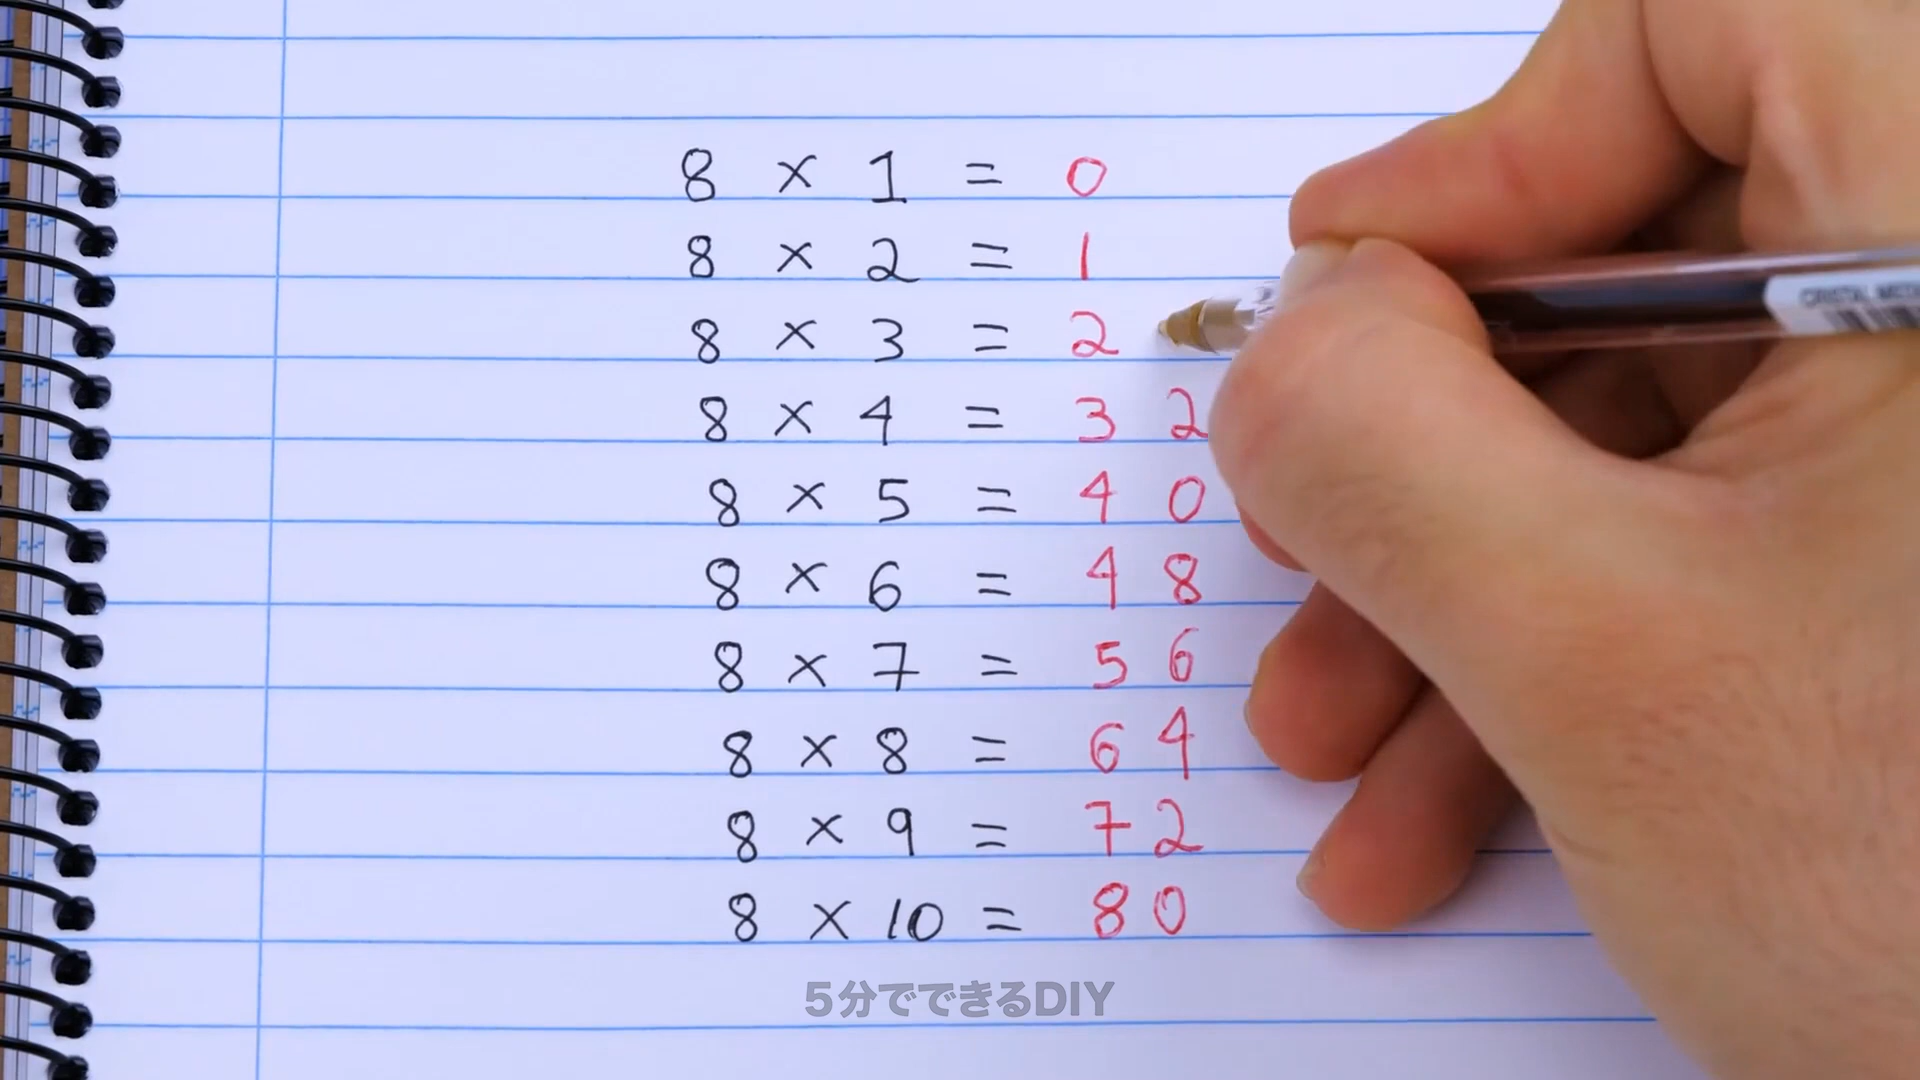 8 × 1 = 0
8 × 2 = 1
8 × 3 = 2
8 × 4 = 3 2
8 × 5 = 4 0
8 × 6 = 4 8
8 × 7 = 5 6
8 × 8 = 6 4
8 × 9 = 7 2
8 × 10 = 8 0
CRISTAL
5分でできるDIY